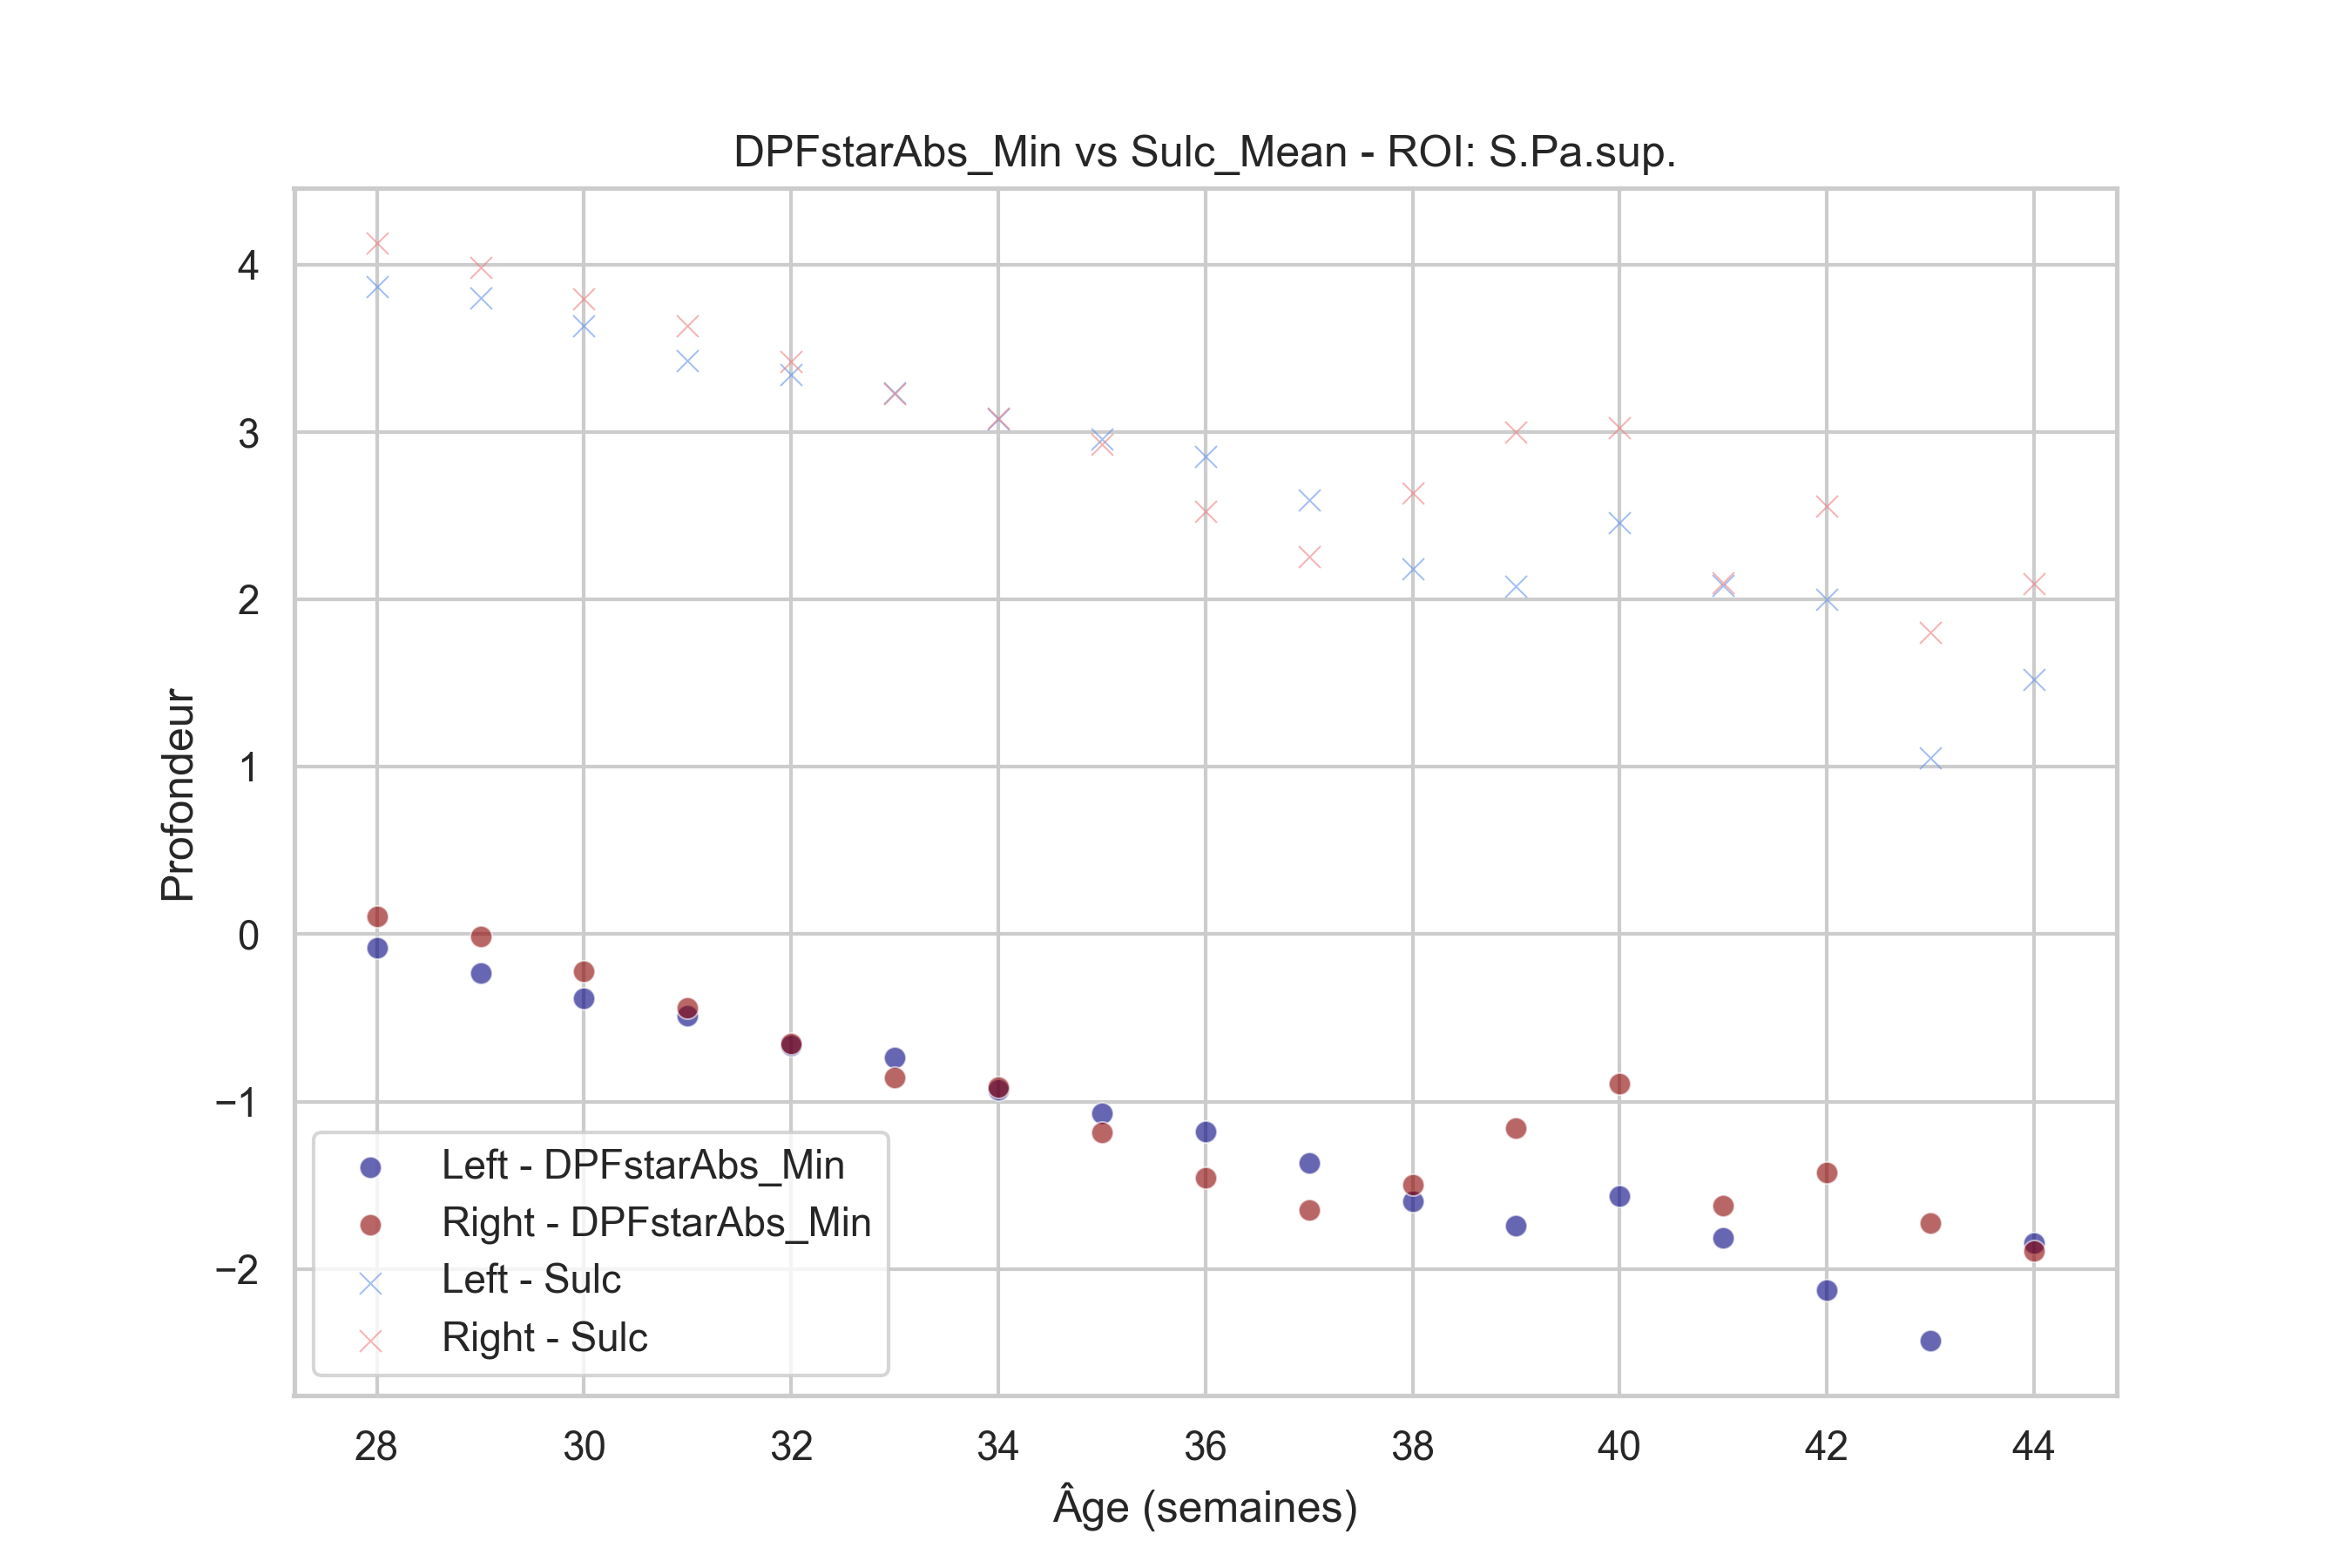 DPFstarAbs_Min vs Sulc_Mean - ROI: S.Pa.sup.
4
3
2
1
0
−1
−2
Profondeur
Left - DPFstarAbs_Min
Right - DPFstarAbs_Min
Left - Sulc
Right - Sulc
28 30 32 34 36 38 40 42 44
Âge (semaines)